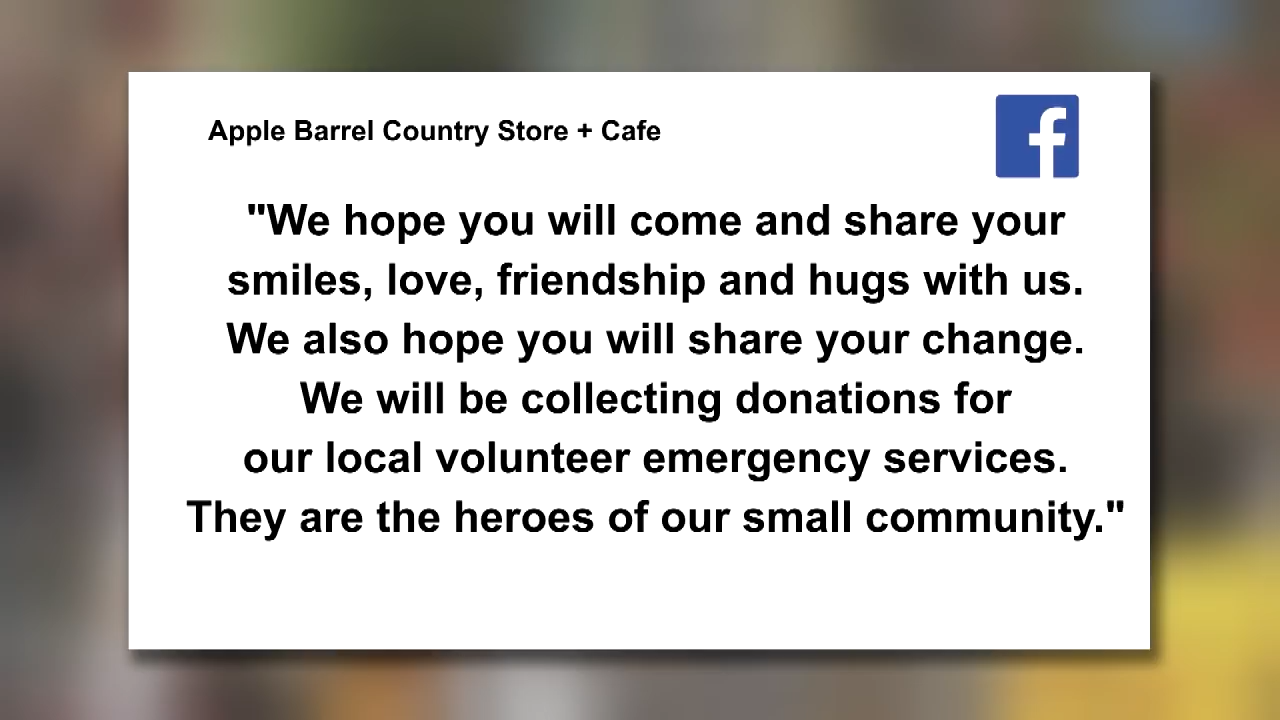 Apple Barrel Country Store + Cafe
"We hope you will come and share your
smiles, love, friendship and hugs with us.
We also hope you will share your change.
We will be collecting donations for
our local volunteer emergency services.
They are the heroes of our small community."